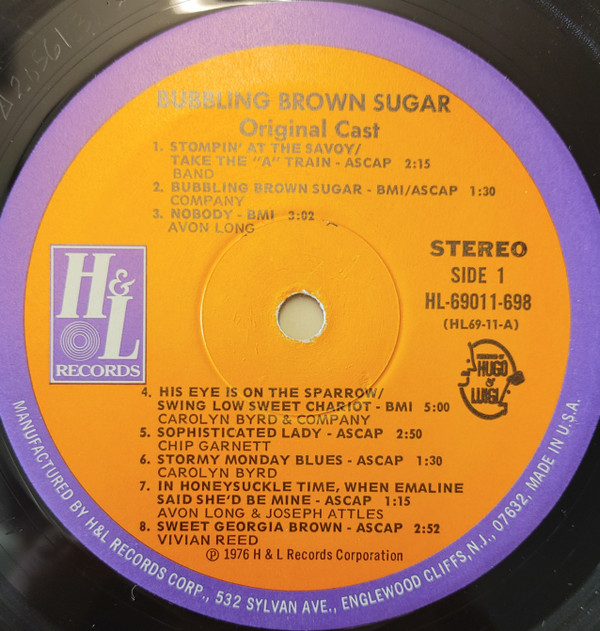 BUBBLING BROWN SUGAR
Original Cast
1. STOMPIN' AT THE SAVOY/
TAKE THE "A" TRAIN - ASCAP 2:15
BAND
2. BUBBLING BROWN SUGAR - BMI/ASCAP 1:30
COMPANY
3. NOBODY - BMI 3:02
AVON LONG
STEREO
SIDE 1
HL-69011-698
(HL69-11-A)
H&L
RECORDS
HUGO
&
LUIGI
4. HIS EYE IS ON THE SPARROW/
SWING LOW SWEET CHARIOT - BMI 5:00
CAROLYN BYRD & COMPANY
5. SOPHISTICATED LADY - ASCAP 2:50
CHIP GARNETT
6. STORMY MONDAY BLUES - ASCAP 1:30
CAROLYN BYRD
7. IN HONEYSUCKLE TIME, WHEN EMALINE
SAID SHE'D BE MINE - ASCAP 1:15
AVON LONG & JOSEPH ATTLES
8. SWEET GEORGIA BROWN - ASCAP 2:52
VIVIAN REED
℗ 1976 H & L Records Corporation
MANUFACTURED BY H&L RECORDS CORP., 532 SYLVAN AVE., ENGLEWOOD CLIFFS, N.J., 07632, MADE IN U.S.A.